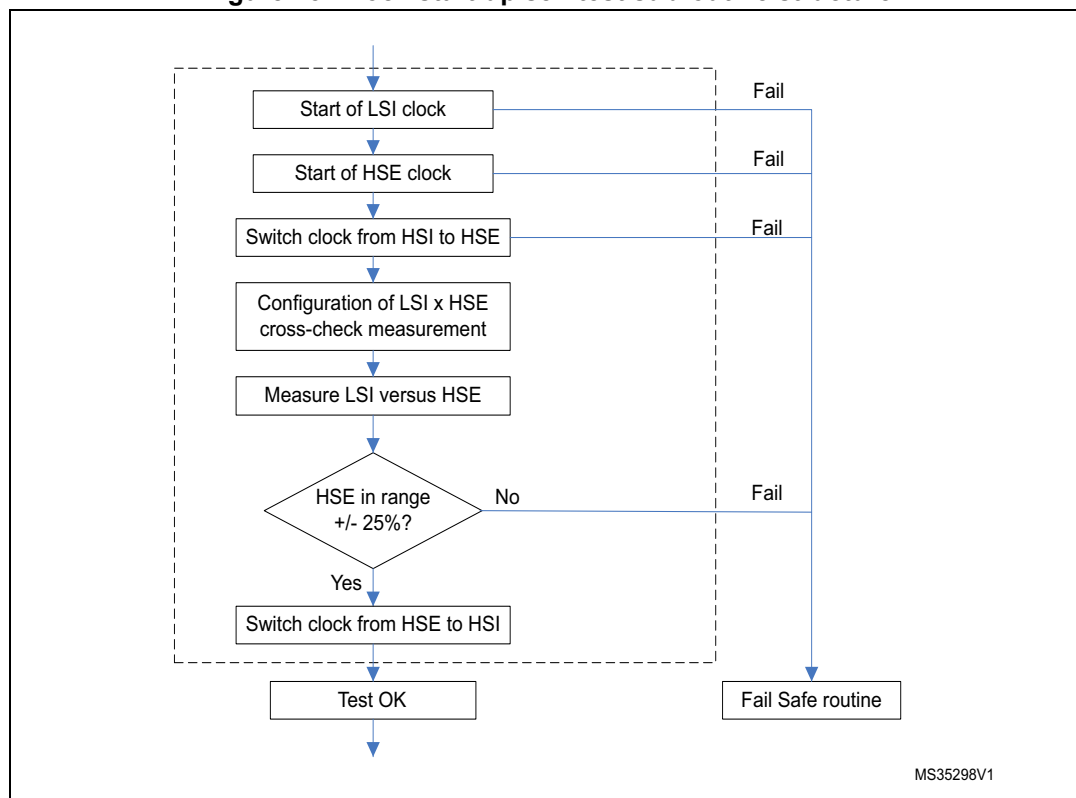 Start of LSI clock
Fail
Start of HSE clock
Fail
Switch clock from HSI to HSE
Fail
Configuration of LSI x HSE
cross-check measurement
Measure LSI versus HSE
HSE in range
+/- 25%?
No
Fail
Yes
Switch clock from HSE to HSI
Test OK
Fail Safe routine
MS35298V1